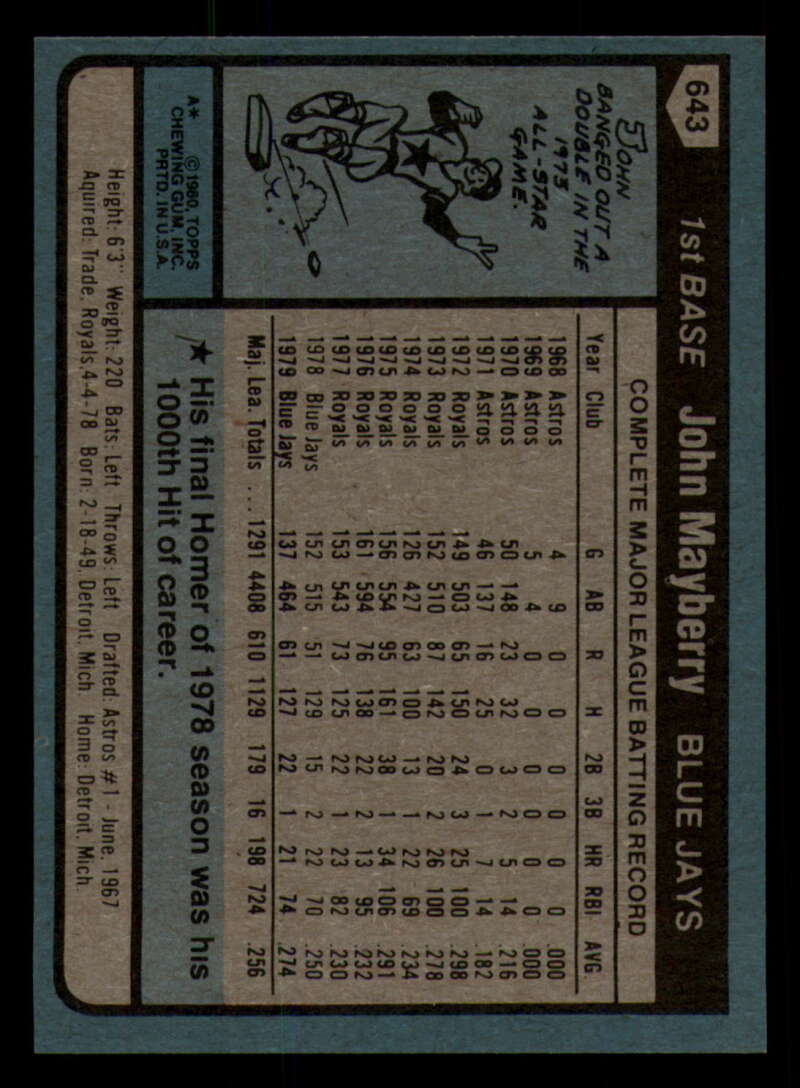 643
1st BASE John Mayberry BLUE JAYS
JOHN
BANGED OUT A
DOUBLE IN THE
1973
ALL-STAR
GAME.
A* ©1980, TOPPS
CHEWING GUM, INC.
PRTD. IN U.S.A.
COMPLETE MAJOR LEAGUE BATTING RECORD
Year Club G AB R H 2B 3B HR RBI AVG
1968 Astros 4 9 0 0 0 0 0 0 .000
1969 Astros 5 4 0 0 0 0 0 0 .000
1970 Astros 50 148 23 32 3 2 5 14 .216
1971 Astros 46 137 16 25 0 1 7 14 .182
1972 Royals 149 503 65 150 24 3 25 100 .298
1973 Royals 152 510 87 142 20 2 26 100 .278
1974 Royals 126 427 63 100 13 1 22 69 .234
1975 Royals 156 554 95 161 38 1 34 106 .291
1976 Royals 161 594 76 138 22 2 13 95 .232
1977 Royals 153 543 73 125 22 1 23 82 .230
1978 Blue Jays 152 515 51 129 15 2 22 70 .250
1979 Blue Jays 137 464 61 127 22 1 21 74 .274
Maj. Lea. Totals . . . 1291 4408 610 1129 179 16 198 724 .256
★ His final Homer of 1978 season was his
1000th Hit of career.
Height: 6'3" Weight: 220 Bats: Left Throws: Left Drafted: Astros #1 - June, 1967
Aquired: Trade, Royals, 4-4-78 Born: 2-18-49, Detroit, Mich. Home: Detroit, Mich.